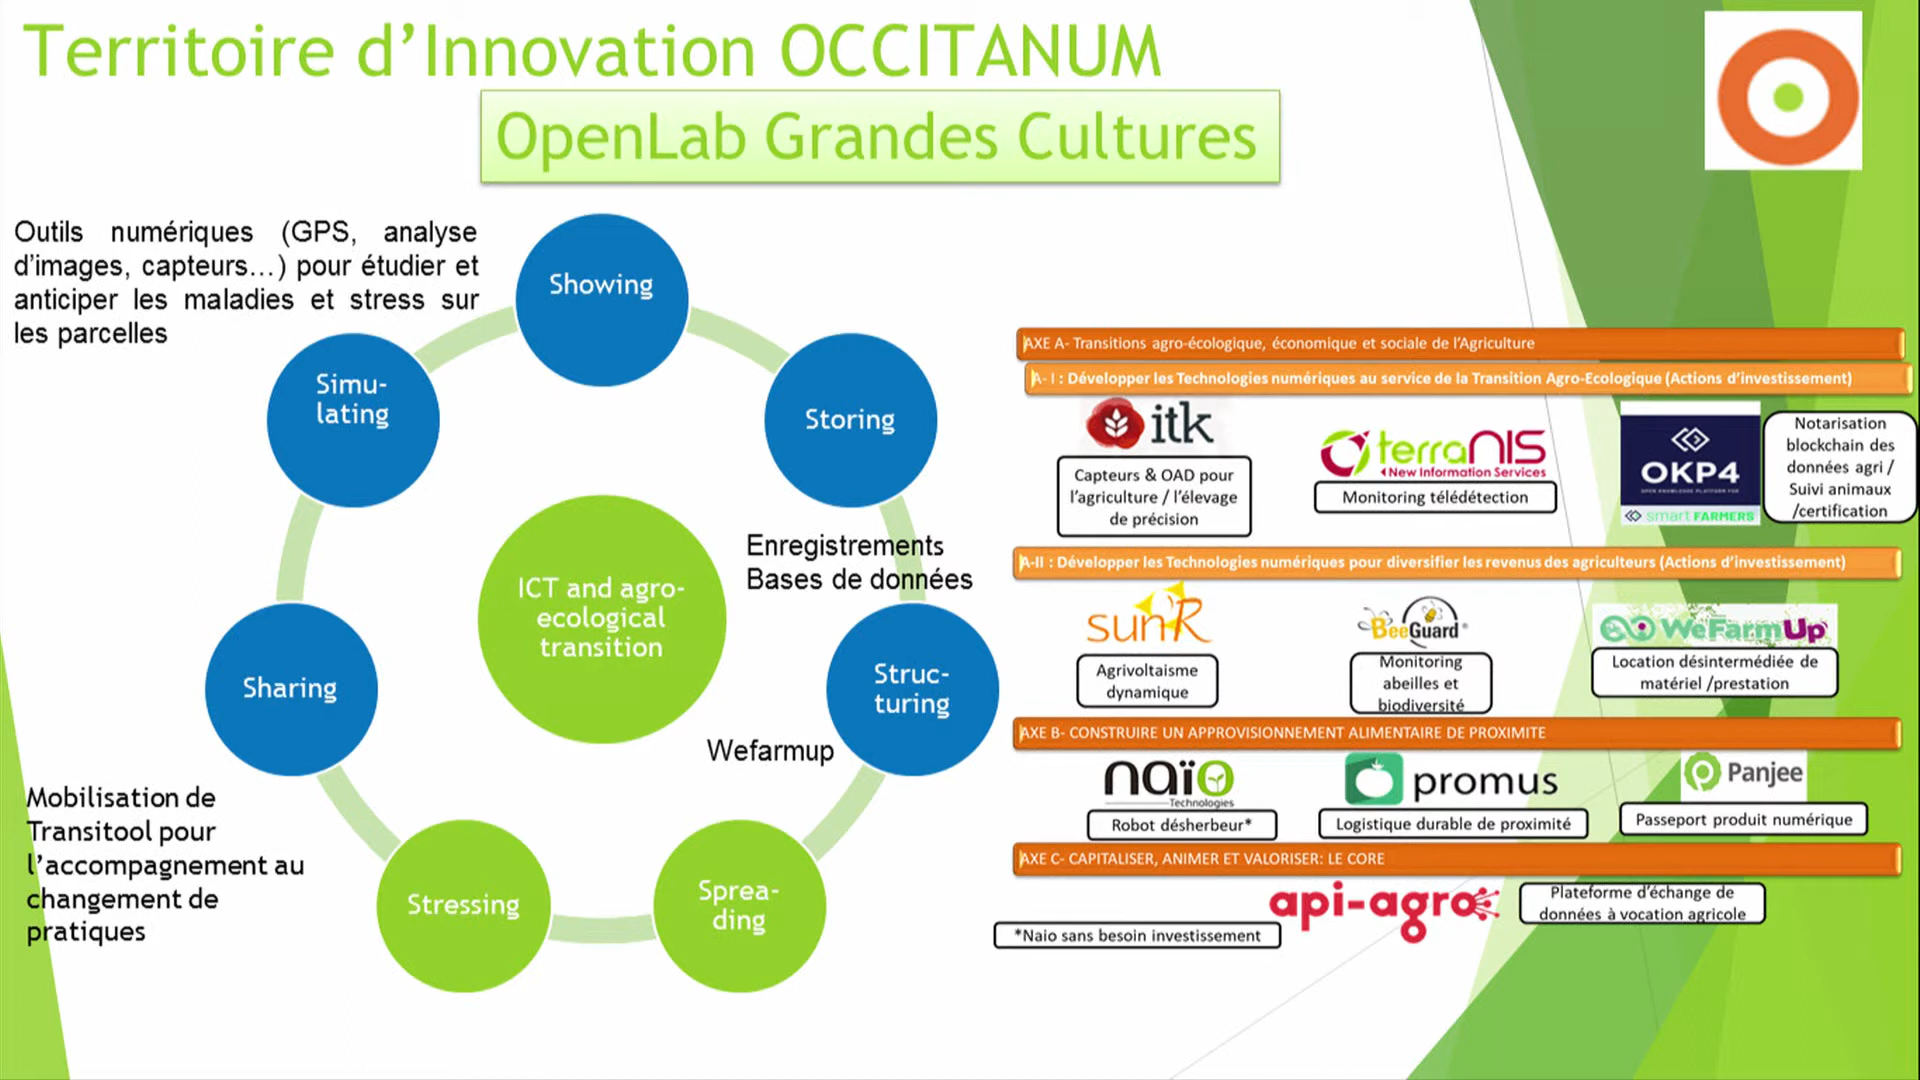 Territoire d’Innovation OCCITANUM
OpenLab Grandes Cultures
Outils numériques (GPS, analyse
d’images, capteurs…) pour étudier et
anticiper les maladies et stress sur
les parcelles
Showing
Simu-
lating
Storing
Enregistrements
Bases de données
ICT and agro-
ecological
transition
Sharing
Struc-
turing
Wefarmup
Mobilisation de
Transitool pour
l’accompagnement au
changement de
pratiques
Stressing
Sprea-
ding
AXE A- Transitions agro-écologique, économique et sociale de l’Agriculture
A- I : Développer les Technologies numériques au service de la Transition Agro-Ecologique (Actions d’investissement)
itk
Capteurs & OAD pour
l’agriculture / l’élevage
de précision
terraNIS
New Information Services
Monitoring télédétection
OKP4
OPEN KNOWLEDGE PLATFORM FOR
smart FARMERS
Notarisation
blockchain des
données agri /
Suivi animaux
/certification
A-II : Développer les Technologies numériques pour diversifier les revenus des agriculteurs (Actions d’investissement)
sun'R
Agrivoltaisme
dynamique
BeeGuard
Monitoring
abeilles et
biodiversité
WeFarmUp
Location désintermédiée de
matériel /prestation
AXE B- CONSTRUIRE UN APPROVISIONNEMENT ALIMENTAIRE DE PROXIMITE
naïo
Technologies
Robot désherbeur*
promus
Logistique durable de proximité
Panjee
Passeport produit numérique
AXE C- CAPITALISER, ANIMER ET VALORISER: LE CORE
api-agro
Plateforme d’échange de
données à vocation agricole
*Naio sans besoin investissement